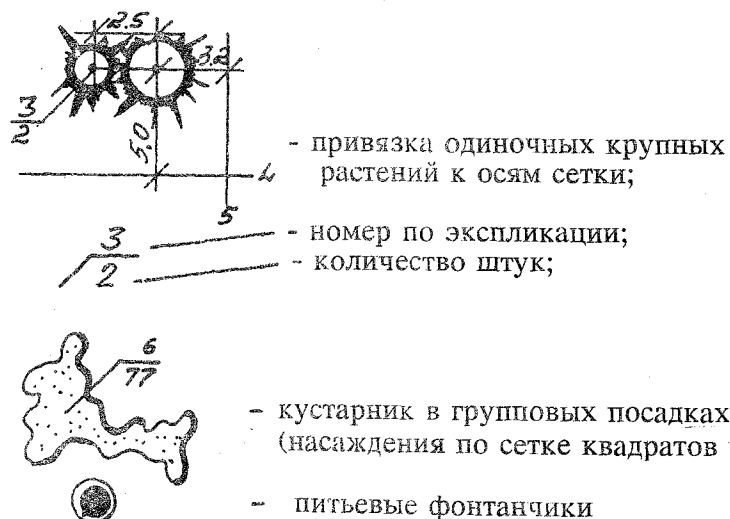 2.5
3.2
3
2
5.0
- привязка одиночных крупных
растений к осям сетки;
4
5
3
- номер по экспликации;
2
- количество штук;
6
77
- кустарник в групповых посадках
(насаждения по сетке квадратов
- питьевые фонтанчики